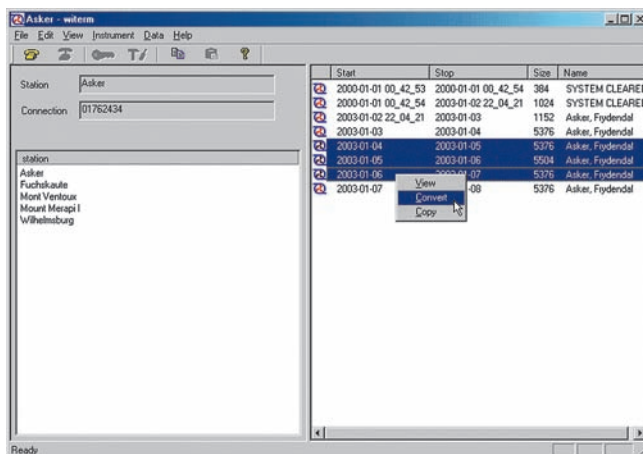 Asker - witerm
File Edit View Instrument Data Help
Station Asker
Connection 01762434
station
Asker
Fuchskaute
Mont Ventoux
Mount Merapi I
Wilhelmsburg
Start Stop Size Name
2000-01-01 00_42_53 2000-01-01 00_42_54 384 SYSTEM CLEARED
2000-01-01 00_42_54 2003-01-02 22_04_21 1024 SYSTEM CLEARED
2003-01-02 22_04_21 2003-01-03 1152 Asker, Frydendal
2003-01-03 2003-01-04 5376 Asker, Frydendal
2003-01-04 2003-01-05 5376 Asker, Frydendal
2003-01-05 2003-01-06 5504 Asker, Frydendal
2003-01-06 2003-01-07 5376 Asker, Frydendal
2003-01-07 -08 5376 Asker, Frydendal
View
Convert
Copy
Ready